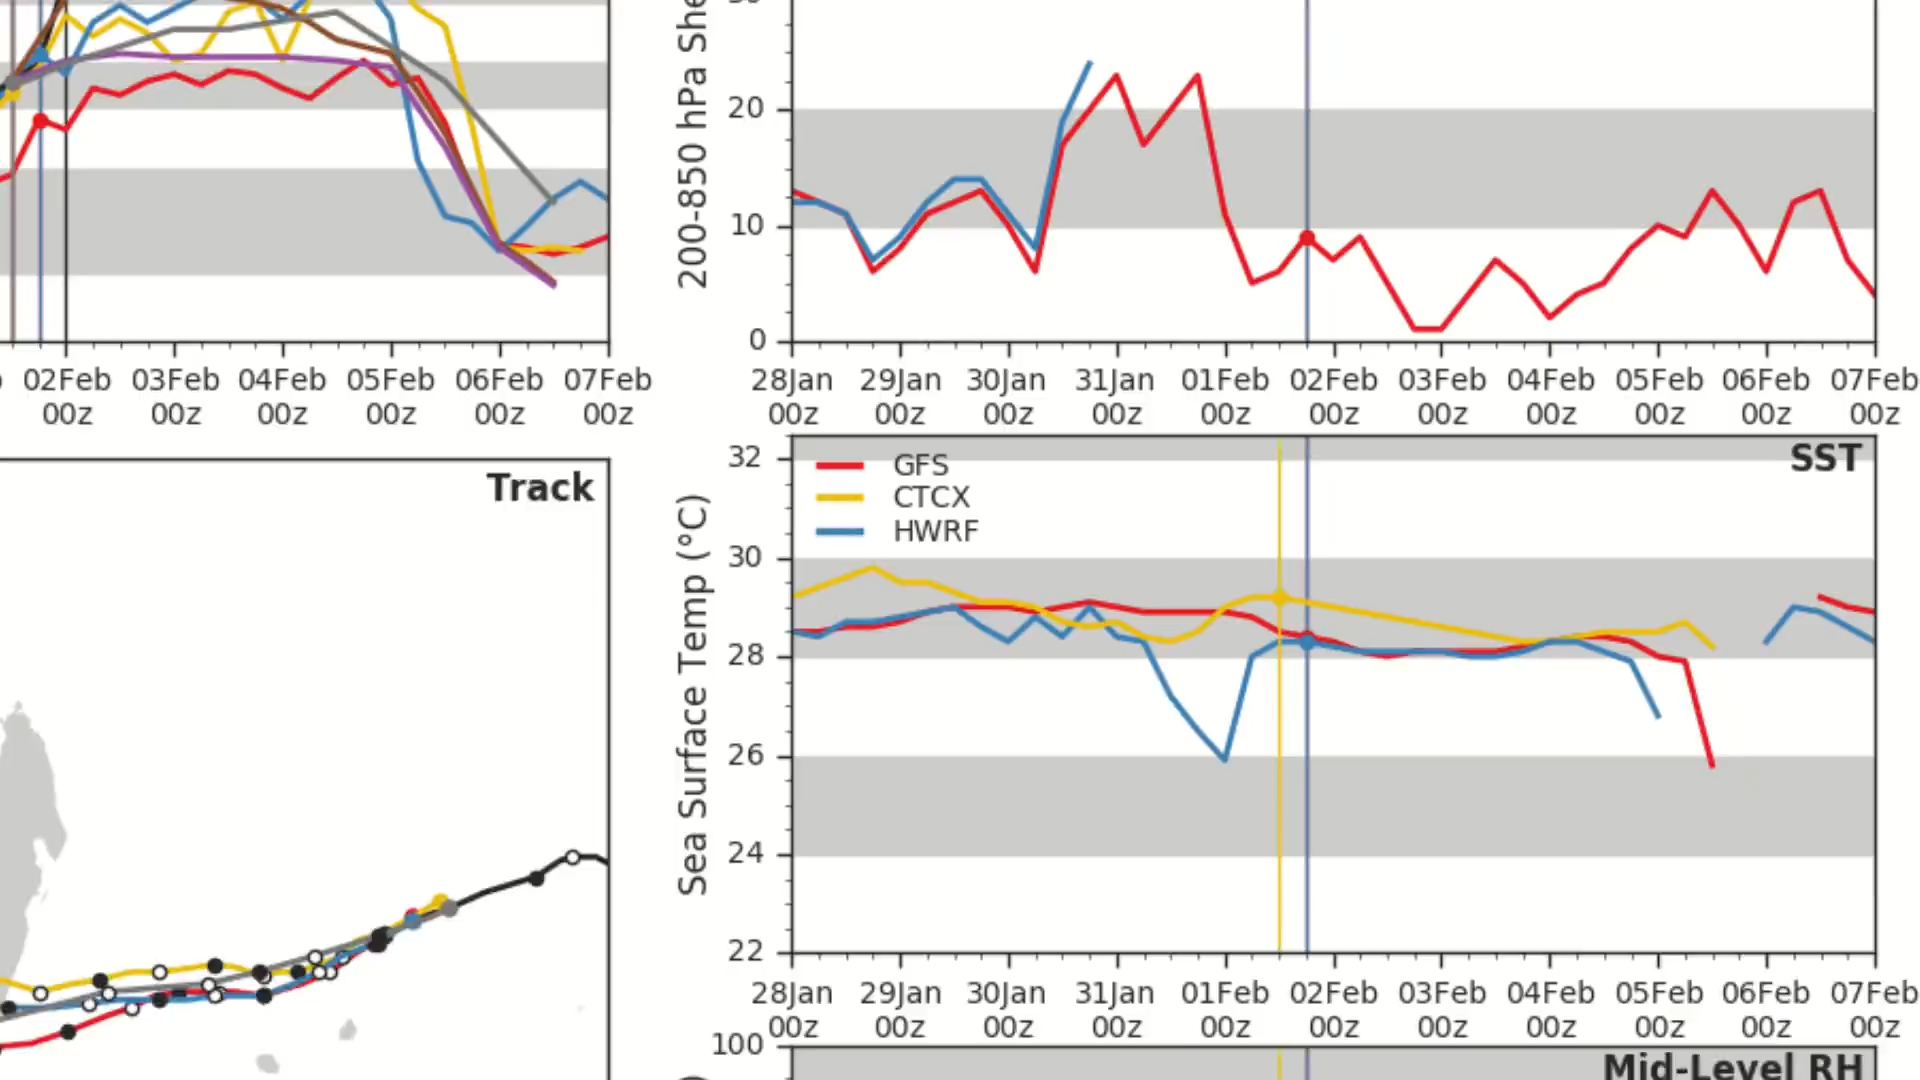 20
10
0
200-850 hPa She
02Feb 03Feb 04Feb 05Feb 06Feb 07Feb
00z 00z 00z 00z 00z 00z
28Jan 29Jan 30Jan 31Jan 01Feb 02Feb 03Feb 04Feb 05Feb 06Feb 07Feb
00z 00z 00z 00z 00z 00z 00z 00z 00z 00z 00z
Track
SST
GFS
CTCX
HWRF
Sea Surface Temp (°C)
32
30
28
26
24
22
28Jan 29Jan 30Jan 31Jan 01Feb 02Feb 03Feb 04Feb 05Feb 06Feb 07Feb
00z 00z 00z 00z 00z 00z 00z 00z 00z 00z 00z
100
Mid-Level RH